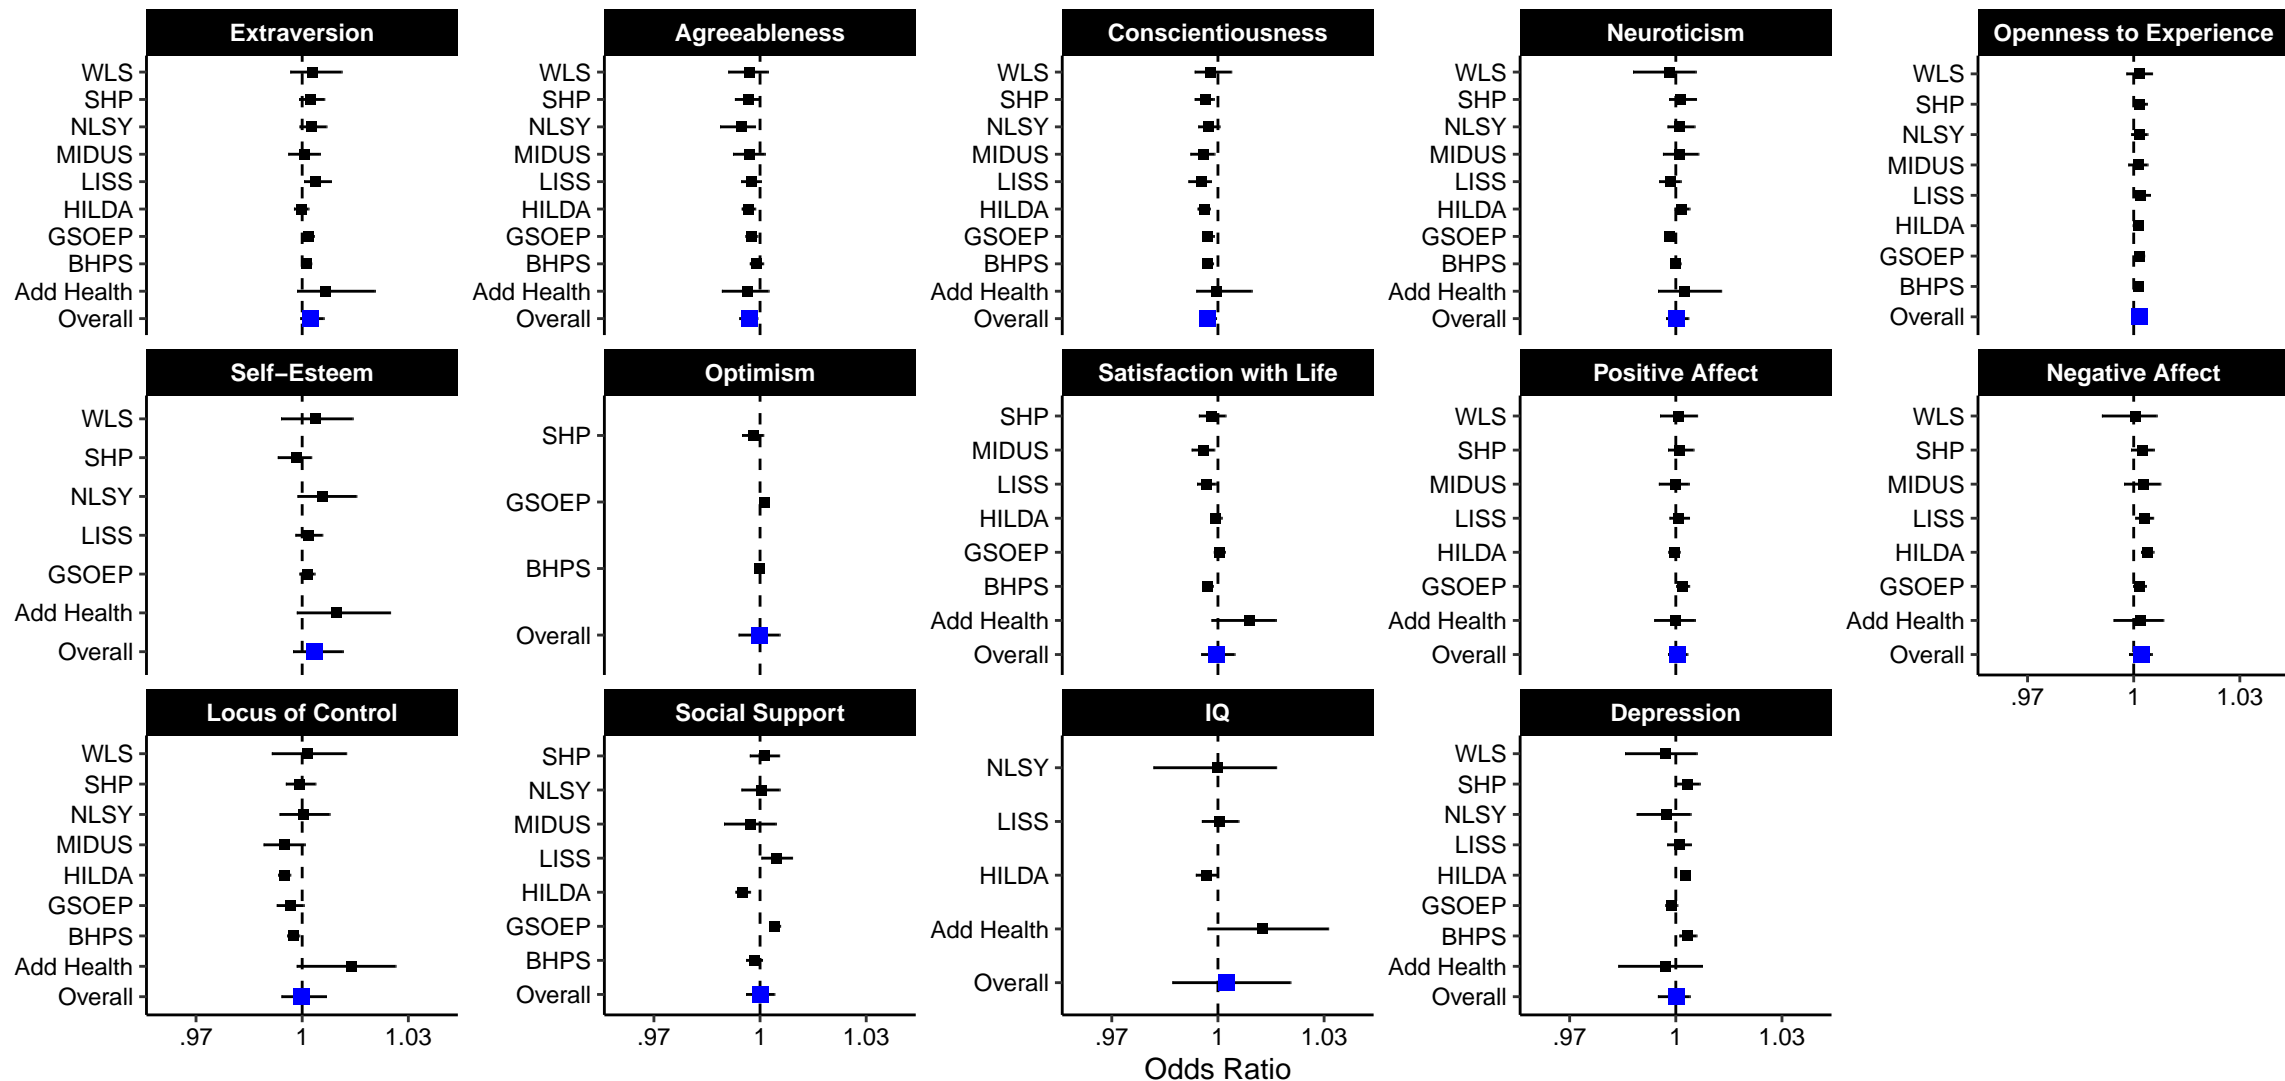 Extraversion
WLS
SHP
NLSY
MIDUS
LISS
HILDA
GSOEP
BHPS
Add Health
Overall
Agreeableness
WLS
SHP
NLSY
MIDUS
LISS
HILDA
GSOEP
BHPS
Add Health
Overall
Conscientiousness
WLS
SHP
NLSY
MIDUS
LISS
HILDA
GSOEP
BHPS
Add Health
Overall
Neuroticism
WLS
SHP
NLSY
MIDUS
LISS
HILDA
GSOEP
BHPS
Add Health
Overall
Openness to Experience
WLS
SHP
NLSY
MIDUS
LISS
HILDA
GSOEP
BHPS
Overall
Self−Esteem
WLS
SHP
NLSY
LISS
GSOEP
Add Health
Overall
Optimism
SHP
GSOEP
BHPS
Overall
Satisfaction with Life
SHP
MIDUS
LISS
HILDA
GSOEP
BHPS
Add Health
Overall
Positive Affect
WLS
SHP
MIDUS
LISS
HILDA
GSOEP
Add Health
Overall
Negative Affect
WLS
SHP
MIDUS
LISS
HILDA
GSOEP
Add Health
Overall
.97 1 1.03
Locus of Control
WLS
SHP
NLSY
MIDUS
HILDA
GSOEP
BHPS
Add Health
Overall
.97 1 1.03
Social Support
SHP
NLSY
MIDUS
LISS
HILDA
GSOEP
BHPS
Overall
.97 1 1.03
IQ
NLSY
LISS
HILDA
Add Health
Overall
.97 1 1.03
Depression
WLS
SHP
NLSY
LISS
HILDA
GSOEP
BHPS
Add Health
Overall
.97 1 1.03
Odds Ratio